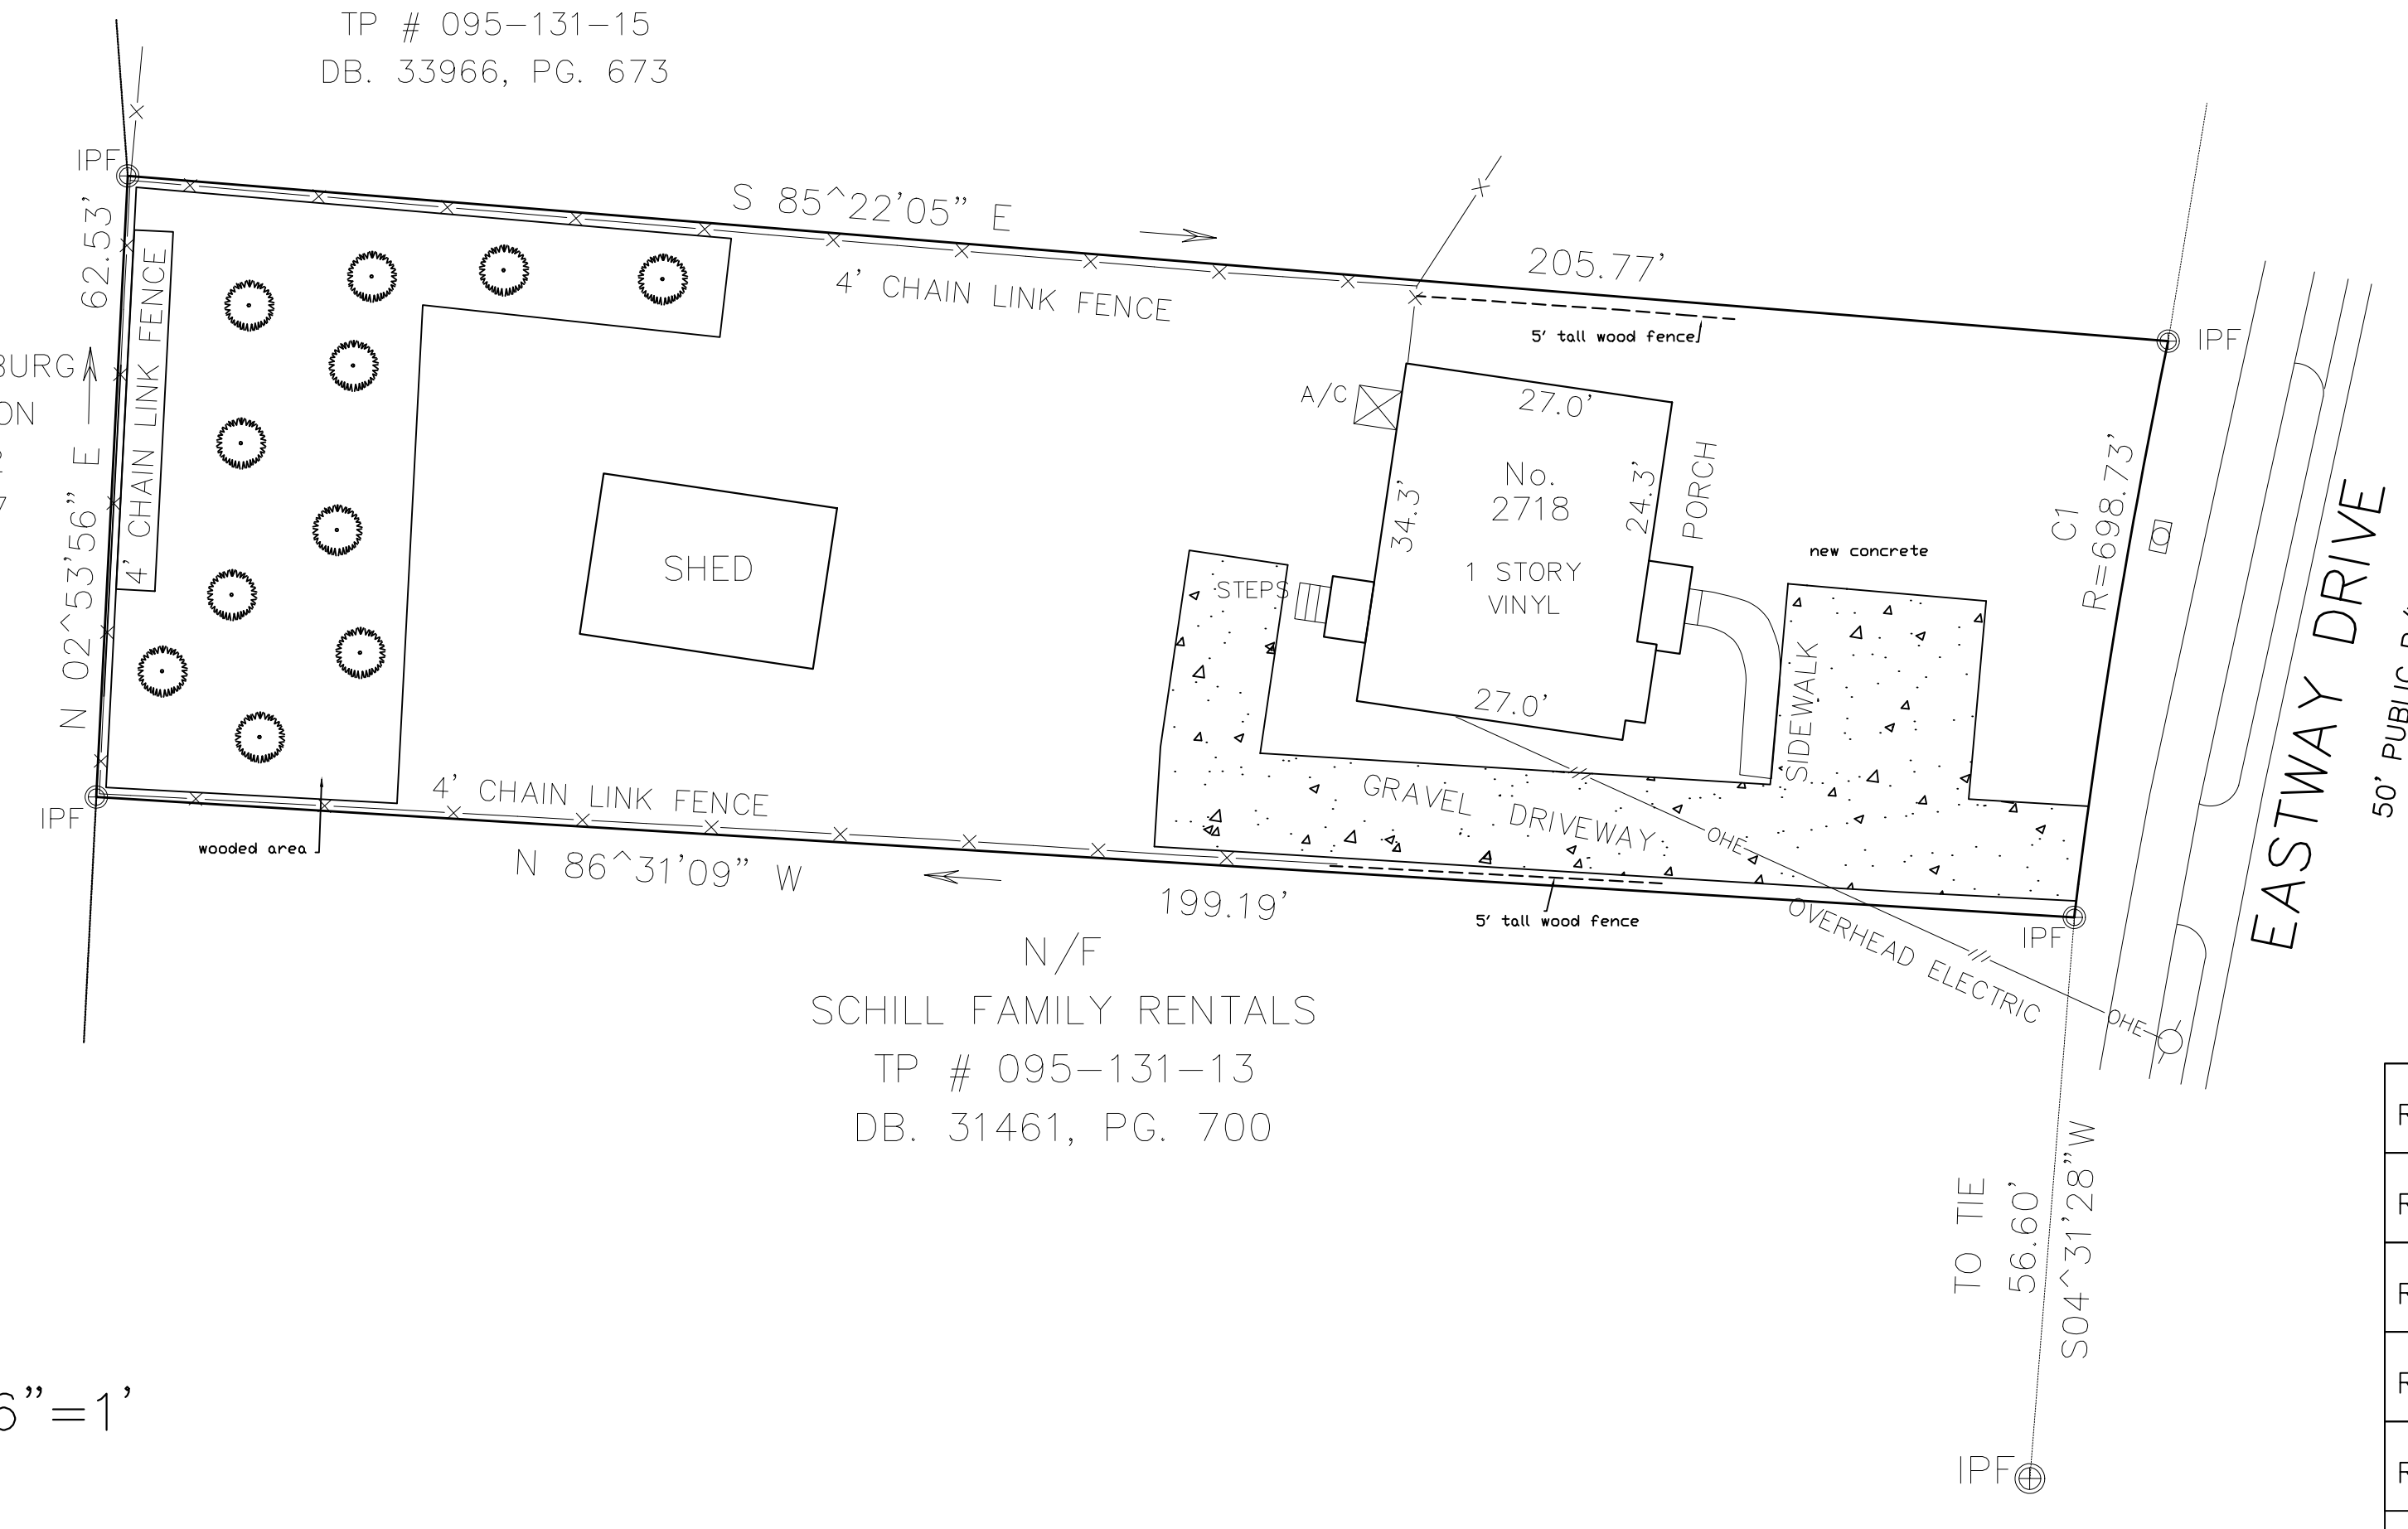 TP # 095-131-15
DB. 33966, PG. 673
IPF
62.53'
S 85^22'05" E
205.77'
4' CHAIN LINK FENCE
5' tall wood fence
IPF
BURG
ON
4' CHAIN LINK FENCE
N 02^53'56" E
A/C
27.0'
No.
2718
1 STORY
VINYL
34.3'
24.3'
PORCH
C1
R=698.73'
new concrete
SHED
STEPS
SIDEWALK
27.0'
EASTWAY DRIVE
50' PUBLIC
GRAVEL DRIVEWAY
4' CHAIN LINK FENCE
IPF
wooded area
N 86^31'09" W
199.19'
5' tall wood fence
OHE
OVERHEAD ELECTRIC
OHE
IPF
N/F
SCHILL FAMILY RENTALS
TP # 095-131-13
DB. 31461, PG. 700
TO TIE
56.60'
S04^31'28"W
IPF
6"=1'
R
R
R
R
R